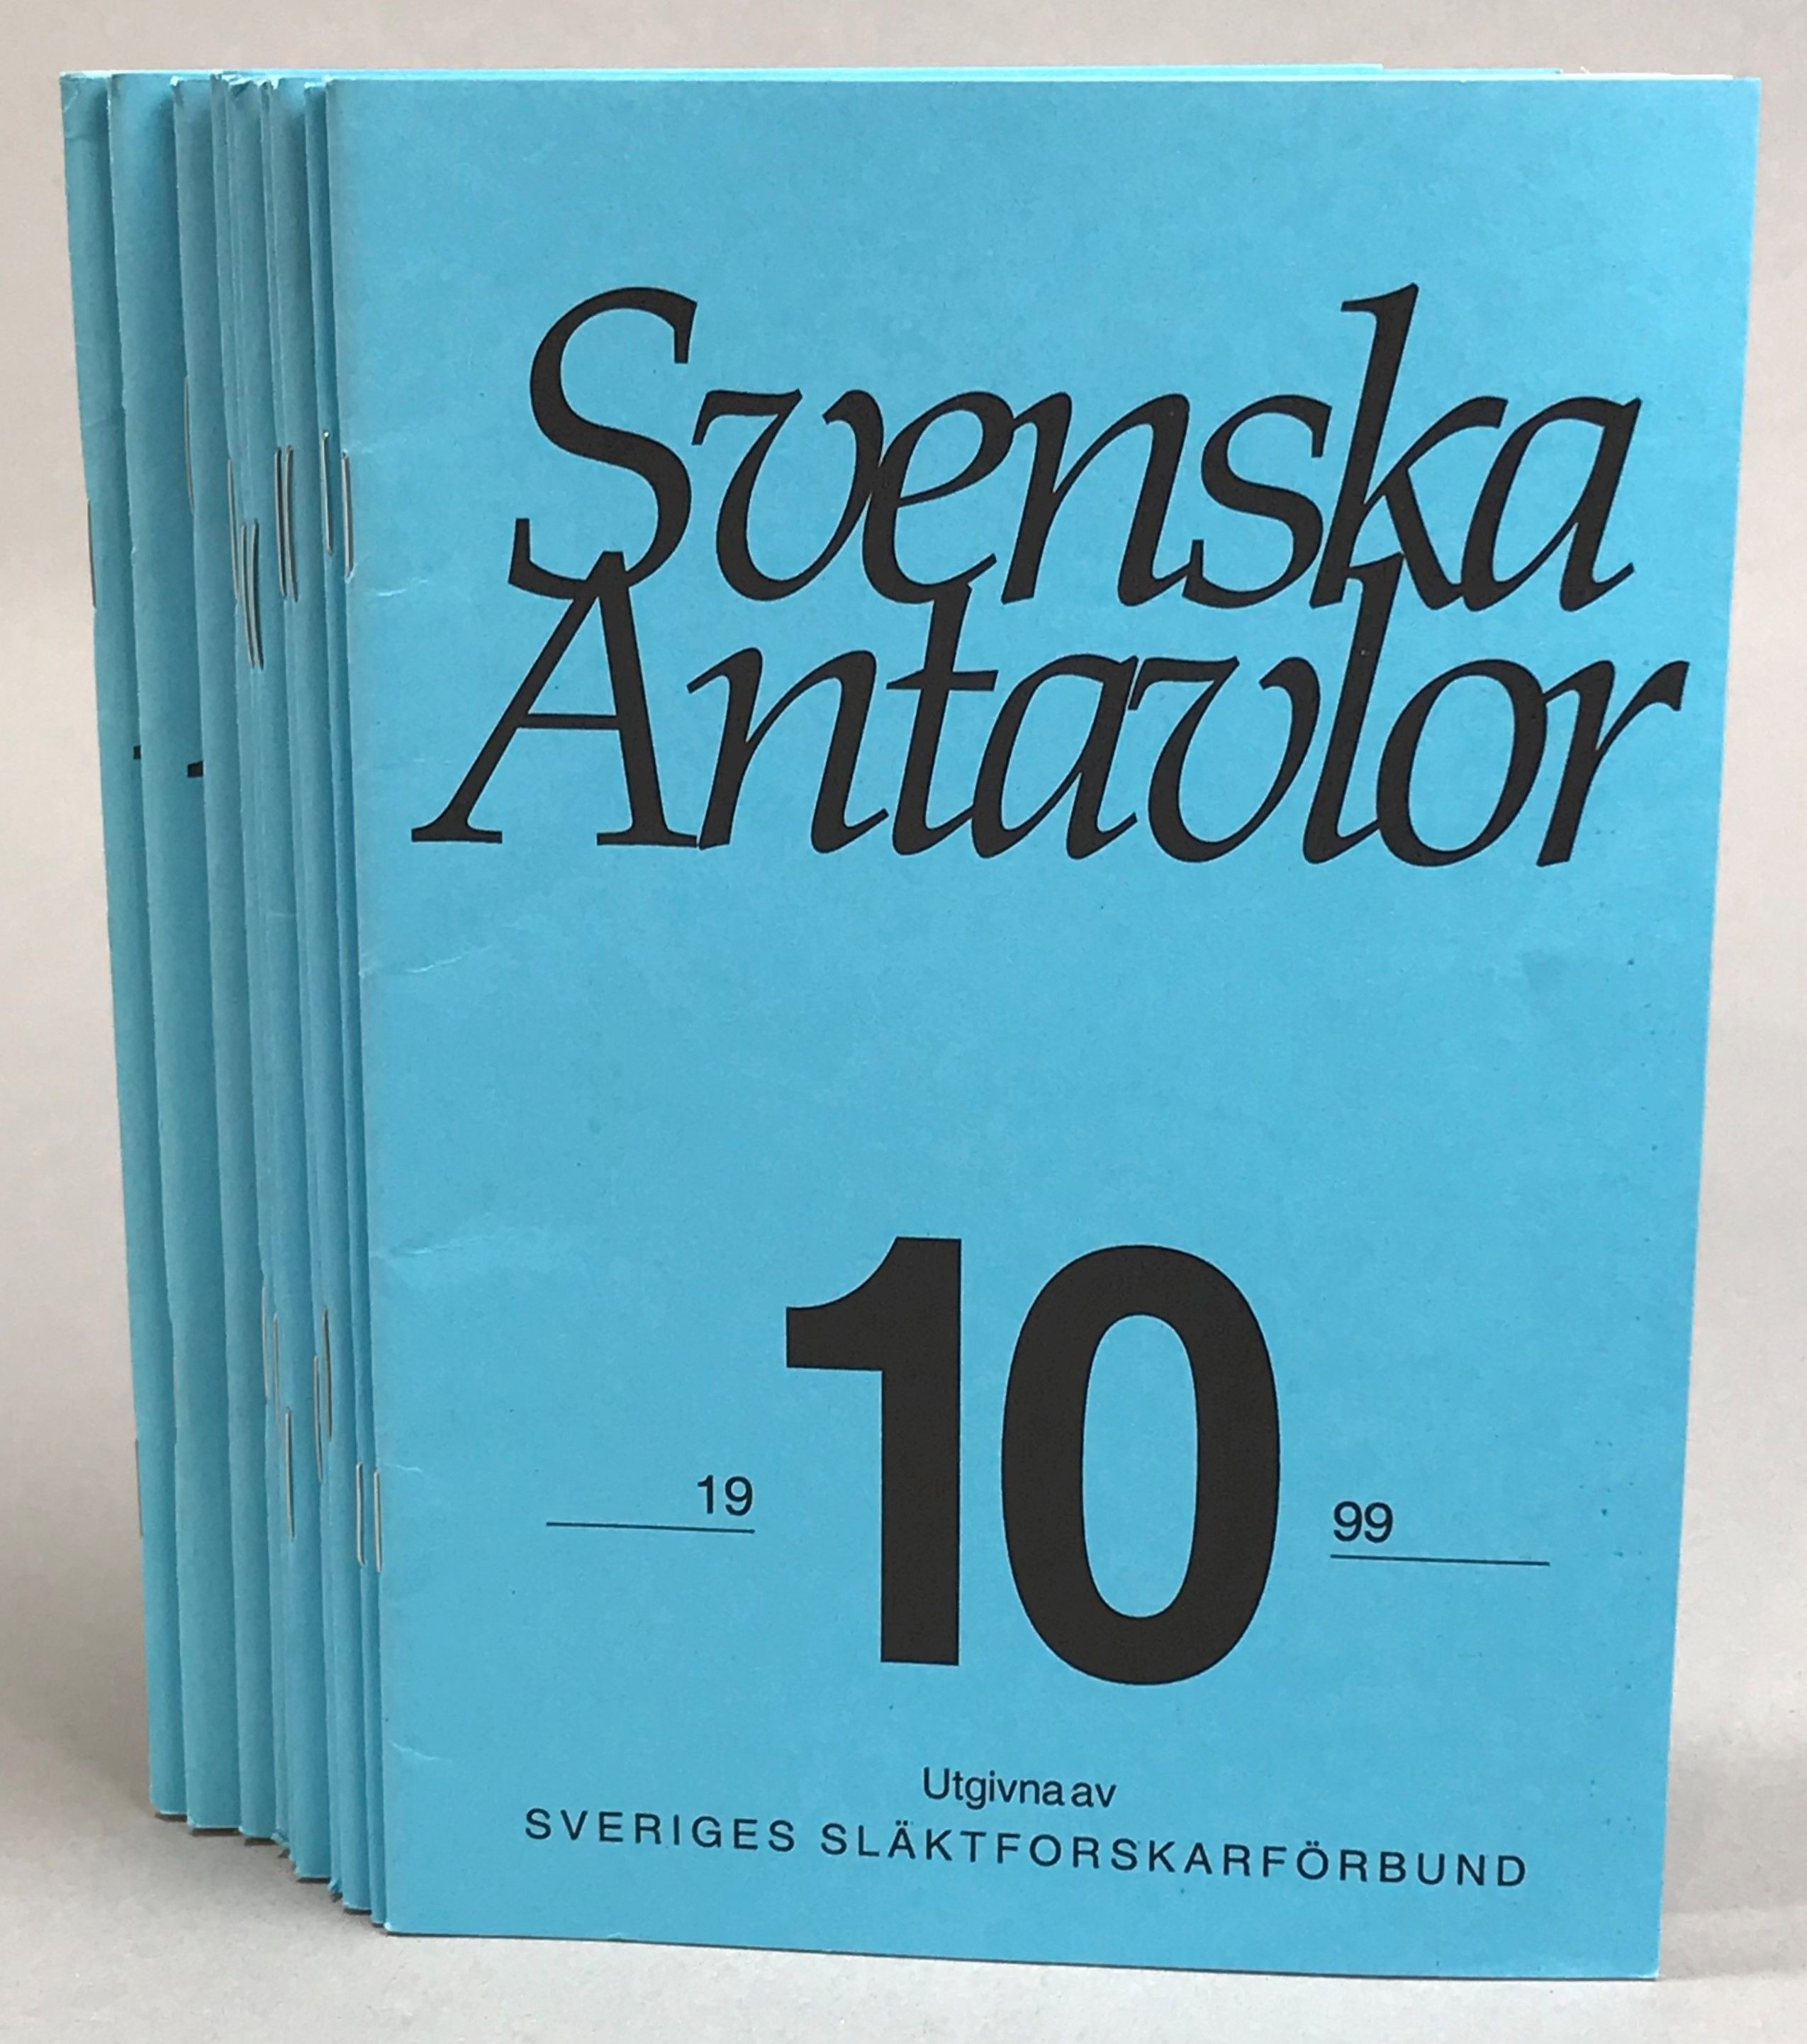 Svenska
Antavlor
19 10 99
Utgivna av
SVERIGES SLÄKTFORSKARFÖRBUND